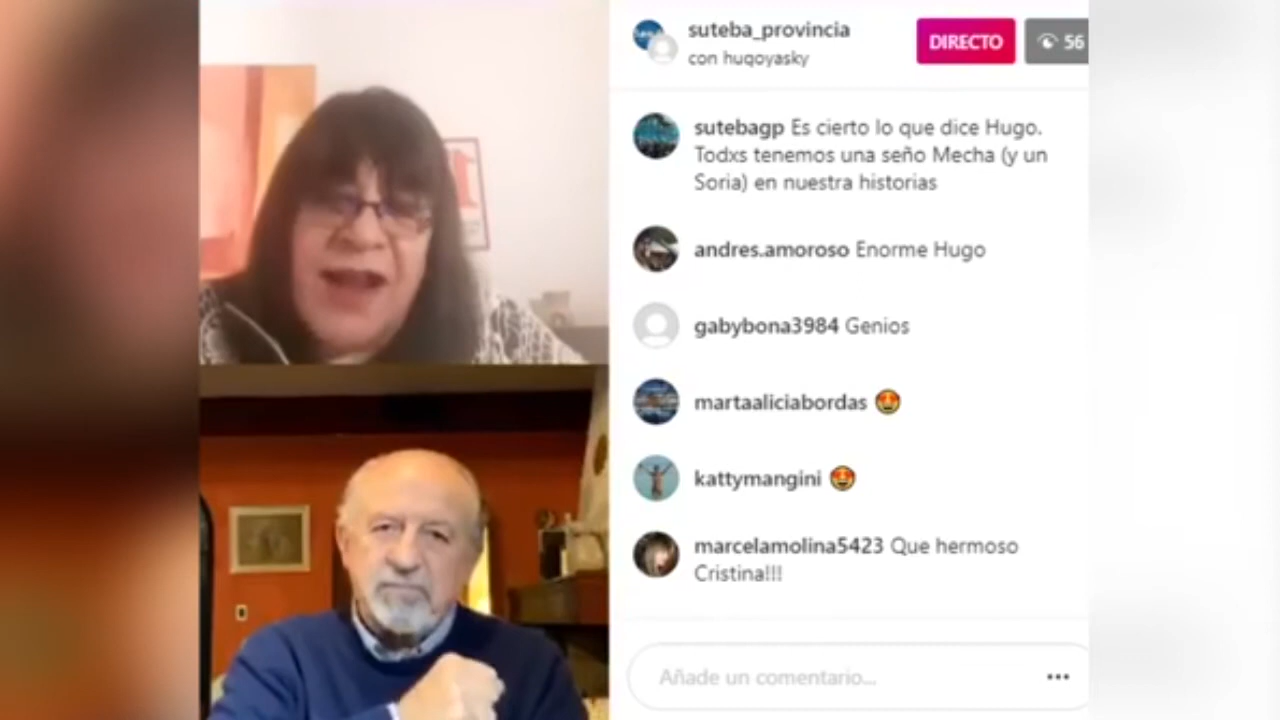 suteba_provincia
con hugoyasky
DIRECTO
56
sutebagp Es cierto lo que dice Hugo.
Todxs tenemos una seño Mecha (y un
Soria) en nuestra historias
andres.amoroso Enorme Hugo
gabybona3984 Genios
martaaliciabordas 🤩
kattymangini 🤩
marcelamolina5423 Que hermoso
Cristina!!!
Añade un comentario...